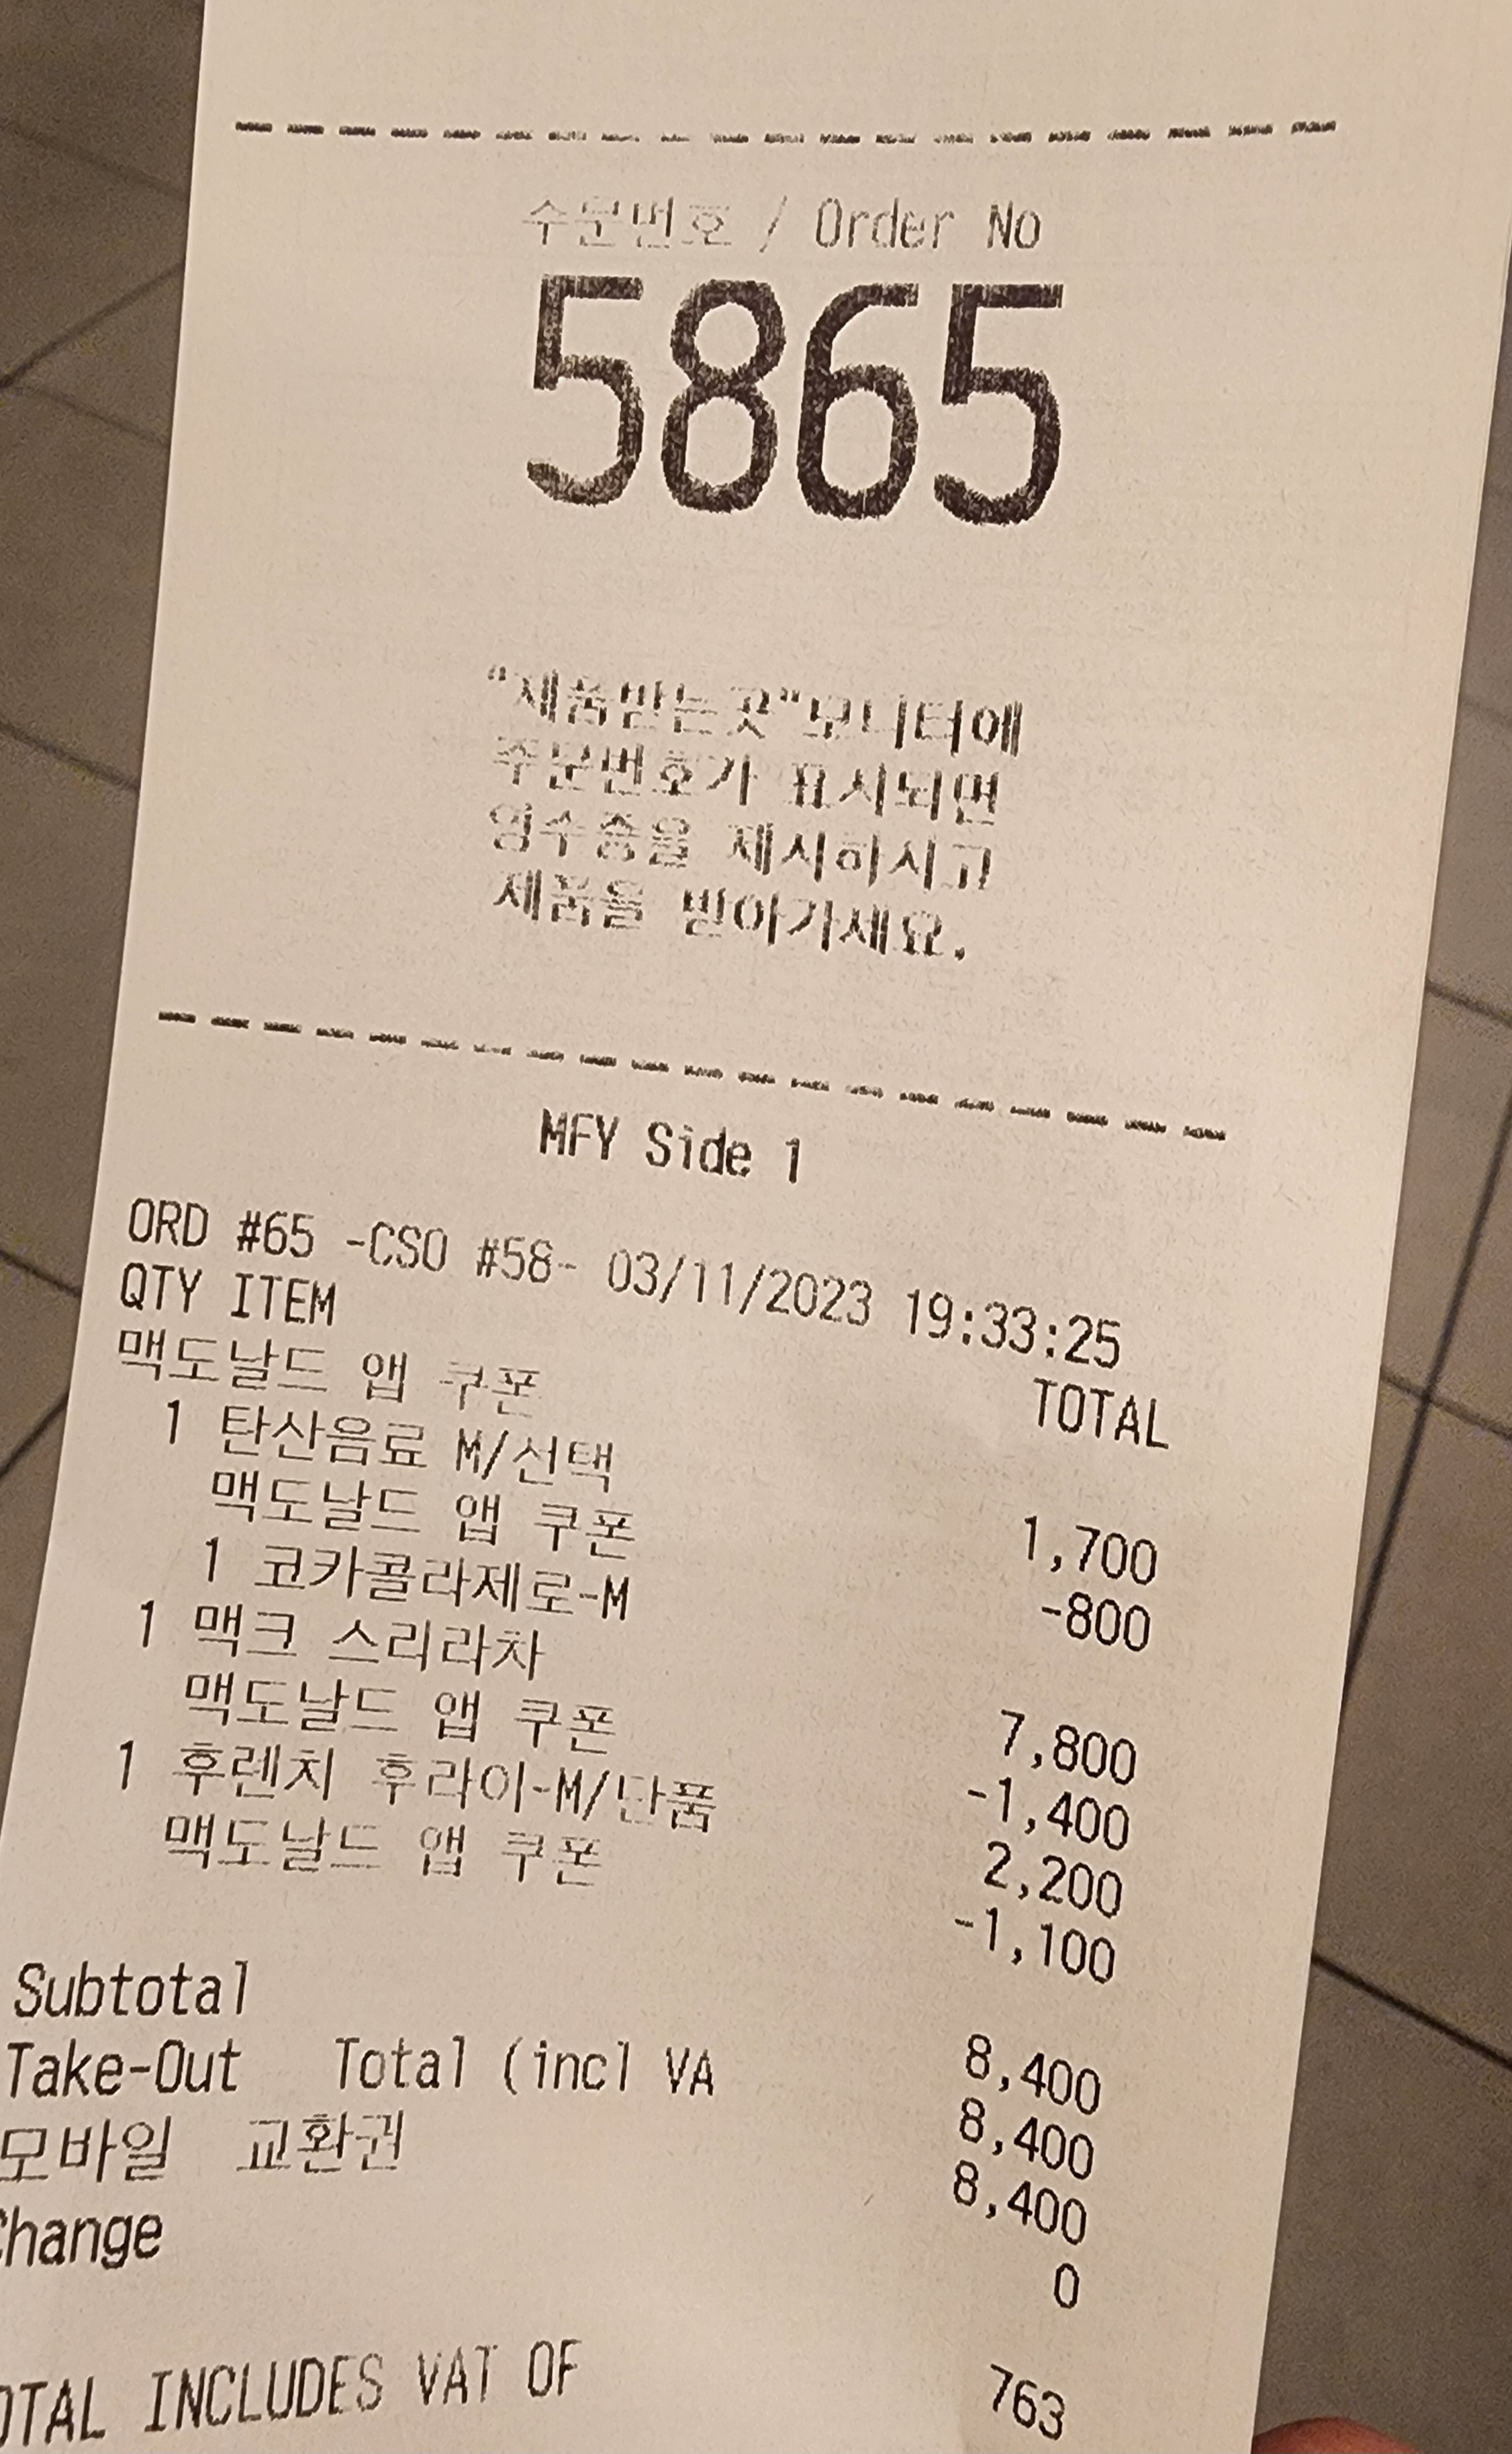 주문번호 / Order No
5865
"제품받는곳"모니터에
주문번호가 표시되면
영수증을 제시하시고
제품을 받아가세요.
MFY Side 1
ORD #65 -CSO #58- 03/11/2023 19:33:25
QTY ITEM TOTAL
맥도날드 앱 쿠폰
1 탄산음료 M/선택 1,700
맥도날드 앱 쿠폰 -800
1 코카콜라제로-M
1 맥크 스리라차 7,800
맥도날드 앱 쿠폰 -1,400
1 후렌치 후라이-M/단품 2,200
맥도날드 앱 쿠폰 -1,100
Subtotal 8,400
Take-Out Total (incl VA 8,400
모바일 교환권 8,400
Change 0
OTAL INCLUDES VAT OF 763